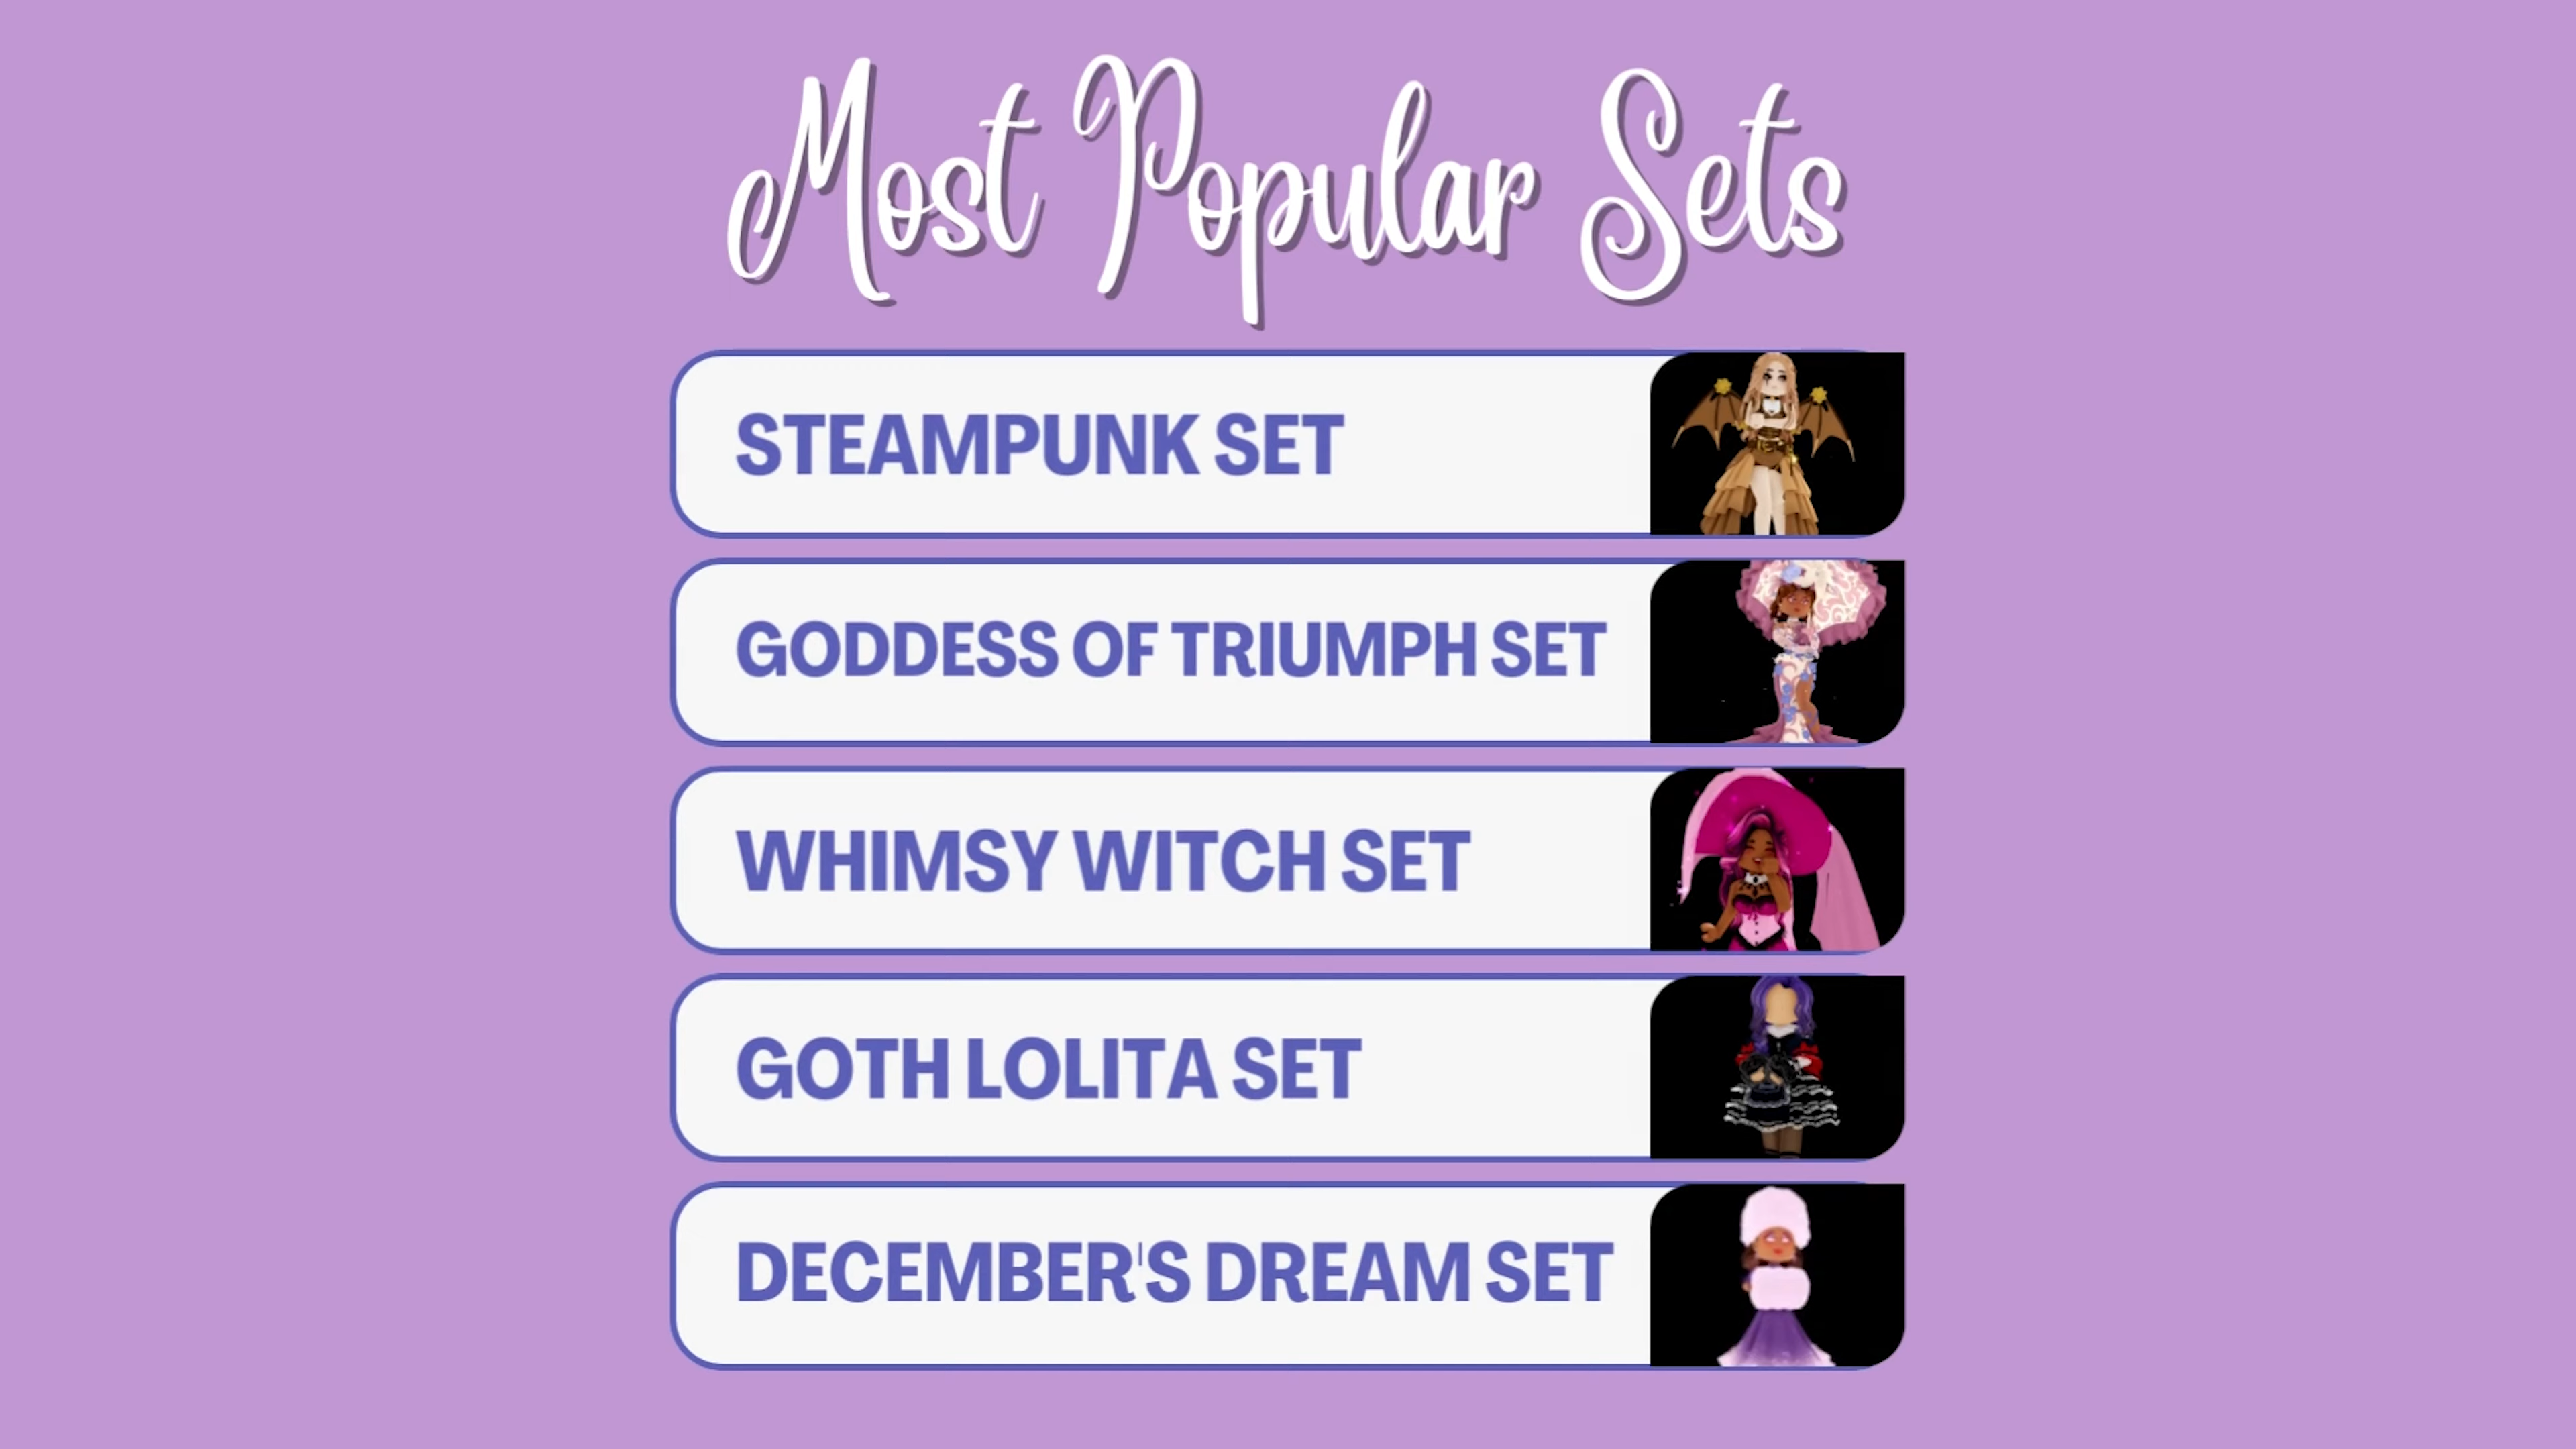 Most Popular Sets
STEAMPUNK SET
GODDESS OF TRIUMPH SET
WHIMSY WITCH SET
GOTH LOLITA SET
DECEMBER'S DREAM SET